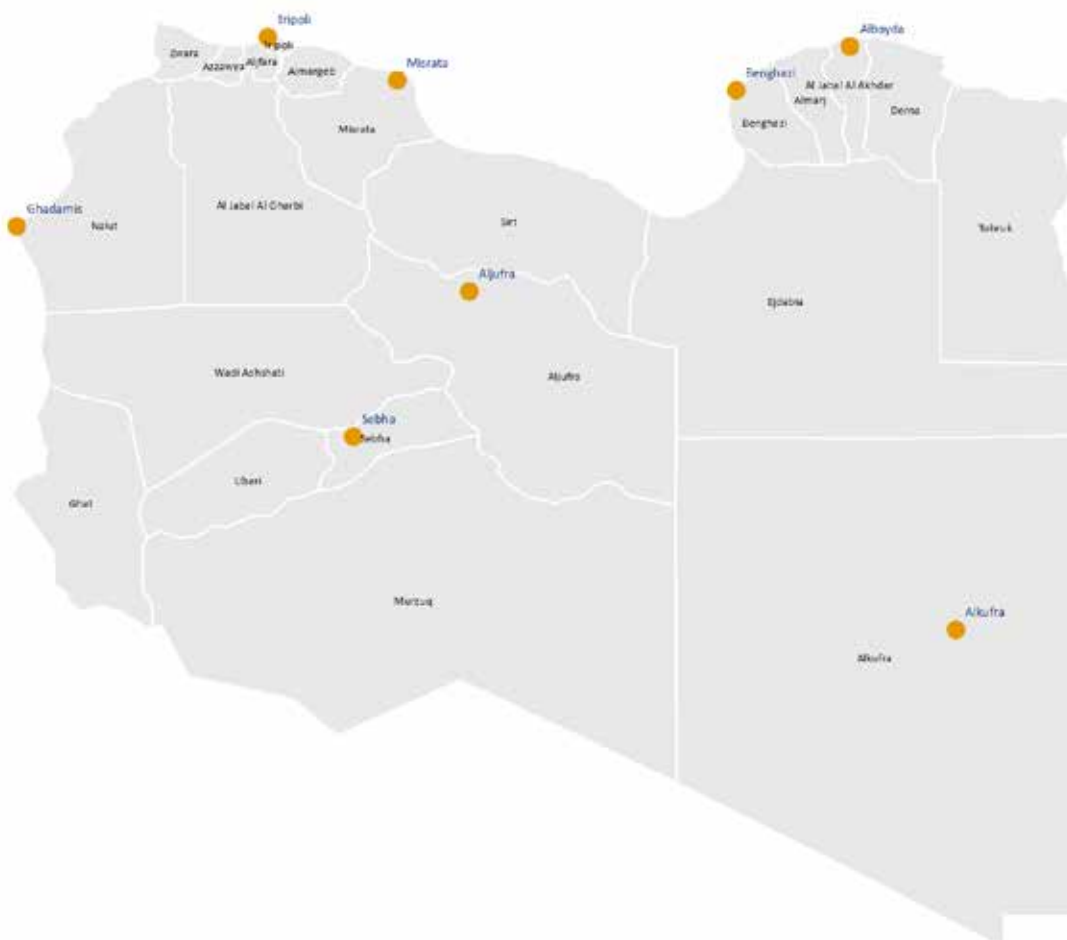 Tripoli
Albayda
Zwara
Tripoli
Azzawya
Aljfara
Almargeb
Misrata
Benghazi
Al Jabal Al Akhdar
Almarj
Derna
Benghazi
Misrata
Ghadamis
Nalut
Al Jabal Al Gherbi
Sirt
Tobruk
Aljufra
Ejdabia
Wadi Ashshati
Aljufra
Sebha
Sebha
Ubari
Ghat
Murzuq
Alkufra
Alkufra